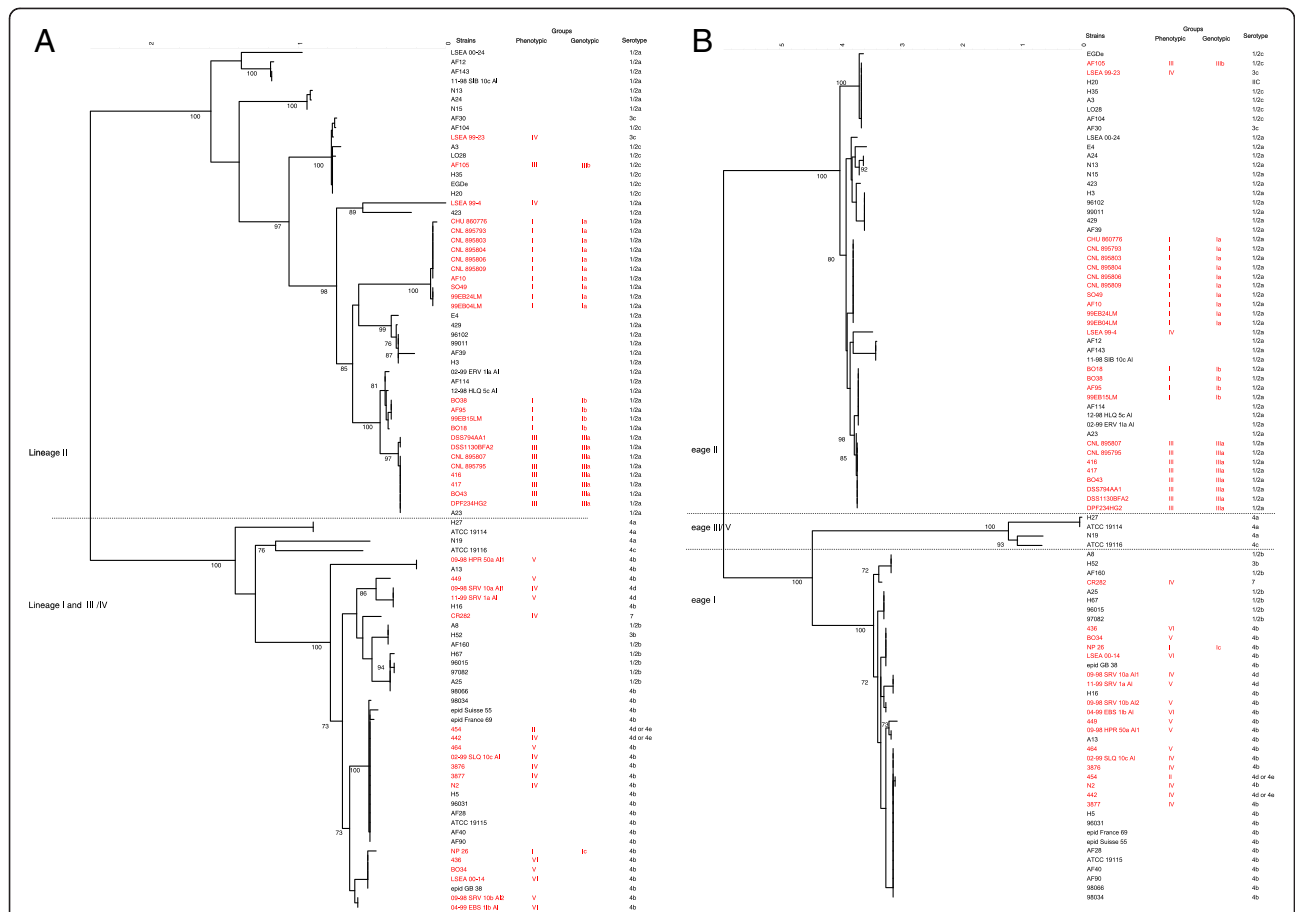 A
B
Groups
Strains Phenotypic Genotypic Serotype
2 1 0
LSEA 00-24 1/2a
AF12 1/2a
AF143 1/2a
11-98 SIB 10c AI 1/2a
N13 1/2a
A24 1/2a
N15 1/2a
AF30 3c
AF104 1/2c
LSEA 99-23 IV 3c
A3 1/2c
LO28 1/2c
AF105 III IIIb 1/2c
H35 1/2c
EGDe 1/2c
H20 1/2c
LSEA 99-4 IV 1/2a
423 1/2a
CHU 860776 I Ia 1/2a
CNL 895793 I Ia 1/2a
CNL 895803 I Ia 1/2a
CNL 895804 I Ia 1/2a
CNL 895806 I Ia 1/2a
CNL 895809 I Ia 1/2a
AF10 I Ia 1/2a
SO49 I Ia 1/2a
99EB24LM I Ia 1/2a
99EB04LM I Ia 1/2a
E4 1/2a
429 1/2a
96102 1/2a
99011 1/2a
AF39 1/2a
H3 1/2a
02-99 ERV 1Ia AI 1/2a
AF114 1/2a
12-98 HLQ 5c AI 1/2a
BO38 I Ib 1/2a
AF95 I Ib 1/2a
99EB15LM I Ib 1/2a
BO18 I Ib 1/2a
DSS794AA1 III IIIa 1/2a
DSS1130BFA2 III IIIa 1/2a
CNL 895807 III IIIa 1/2a
CNL 895795 III IIIa 1/2a
416 III IIIa 1/2a
417 III IIIa 1/2a
BO43 III IIIa 1/2a
DPF234HG2 III IIIa 1/2a
A23 1/2a
H27 4a
ATCC 19114 4a
N19 4a
ATCC 19116 4c
09-98 HPR 50a AI1 V 4b
A13 4b
449 V 4b
09-98 SRV 10a AI1 IV 4d
11-99 SRV 1a AI V 4d
H16 4b
CR282 IV 7
A8 1/2b
H52 3b
AF160 1/2b
H67 1/2b
96015 1/2b
97082 1/2b
A25 1/2b
98066 4b
98034 4b
epid Suisse 55 4b
epid France 69 4b
454 II 4d or 4e
442 IV 4d or 4e
464 V 4b
02-99 SLQ 10c AI IV 4b
3876 IV 4b
3877 IV 4b
N2 IV 4b
H5 4b
96031 4b
AF28 4b
ATCC 19115 4b
AF40 4b
AF90 4b
NP 26 I Ic 4b
436 VI 4b
BO34 V 4b
LSEA 00-14 VI 4b
epid GB 38 4b
09-98 SRV 10b AI2 V 4b
04-99 EBS 1Ib AI VI 4b
Lineage II
Lineage I and III /IV
100
100
100
100
97
89
98
100
99
76
87
85
81
100
97
76
100
86
100
94
73
100
73
Groups
Strains Phenotypic Genotypic Serotype
5 4 3 2 1 0
EGDe 1/2c
AF105 III IIIb 1/2c
LSEA 99-23 IV 3c
H20 IIC
H35 1/2c
A3 1/2c
LO28 1/2c
AF104 1/2c
AF30 3c
LSEA 00-24 1/2a
E4 1/2a
A24 1/2a
N13 1/2a
N15 1/2a
423 1/2a
H3 1/2a
96102 1/2a
99011 1/2a
429 1/2a
AF39 1/2a
CHU 860776 I Ia 1/2a
CNL 895793 I Ia 1/2a
CNL 895803 I Ia 1/2a
CNL 895804 I Ia 1/2a
CNL 895806 I Ia 1/2a
CNL 895809 I Ia 1/2a
SO49 I Ia 1/2a
AF10 I Ia 1/2a
99EB24LM I Ia 1/2a
99EB04LM I Ia 1/2a
LSEA 99-4 IV 1/2a
AF12 1/2a
AF143 1/2a
11-98 SIB 10c AI 1/2a
BO18 I Ib 1/2a
BO38 I Ib 1/2a
AF95 I Ib 1/2a
99EB15LM I Ib 1/2a
AF114 1/2a
12-98 HLQ 5c AI 1/2a
02-99 ERV 1Ia AI 1/2a
A23 1/2a
CNL 895807 III IIIa 1/2a
CNL 895795 III IIIa 1/2a
416 III IIIa 1/2a
417 III IIIa 1/2a
BO43 III IIIa 1/2a
DSS794AA1 III IIIa 1/2a
DSS1130BFA2 III IIIa 1/2a
DPF234HG2 III IIIa 1/2a
H27 4a
ATCC 19114 4a
N19 4a
ATCC 19116 4c
A8 1/2b
H52 3b
AF160 1/2b
CR282 IV 7
A25 1/2b
H67 1/2b
96015 1/2b
97082 1/2b
436 VI 4b
BO34 V 4b
NP 26 I Ic 4b
LSEA 00-14 VI 4b
epid GB 38 4b
09-98 SRV 10a AI1 IV 4d
11-99 SRV 1a AI V 4d
H16 4b
09-98 SRV 10b AI2 V 4b
04-99 EBS 1Ib AI VI 4b
449 V 4b
09-98 HPR 50a AI1 V 4b
A13 4b
464 V 4b
02-99 SLQ 10c AI IV 4b
3876 IV 4b
454 II 4d or 4e
N2 IV 4b
442 IV 4d or 4e
3877 IV 4b
H5 4b
96031 4b
epid France 69 4b
epid Suisse 55 4b
AF28 4b
ATCC 19115 4b
AF40 4b
AF90 4b
98066 4b
98034 4b
eage II
eage III/IV
eage I
100
92
100
80
98
85
100
93
72
100
100
72
73